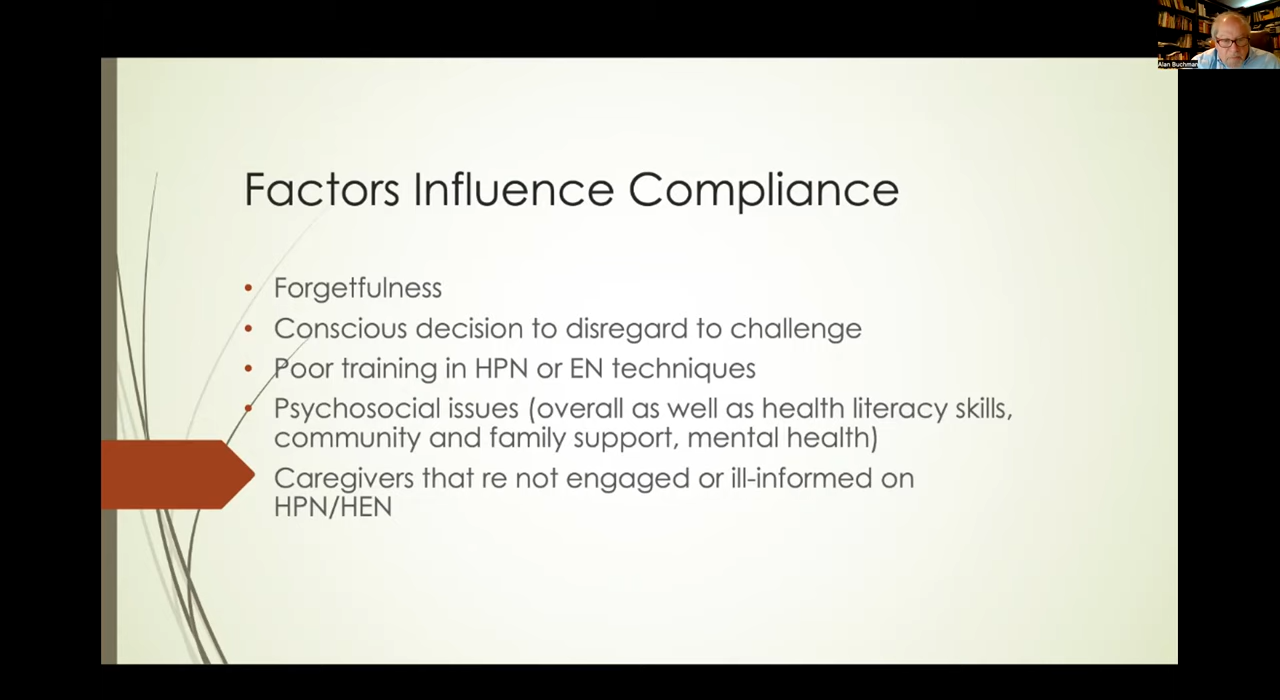 Alan Buchman
Factors Influence Compliance
• Forgetfulness
• Conscious decision to disregard to challenge
• Poor training in HPN or EN techniques
• Psychosocial issues (overall as well as health literacy skills,
community and family support, mental health)
Caregivers that re not engaged or ill-informed on
HPN/HEN